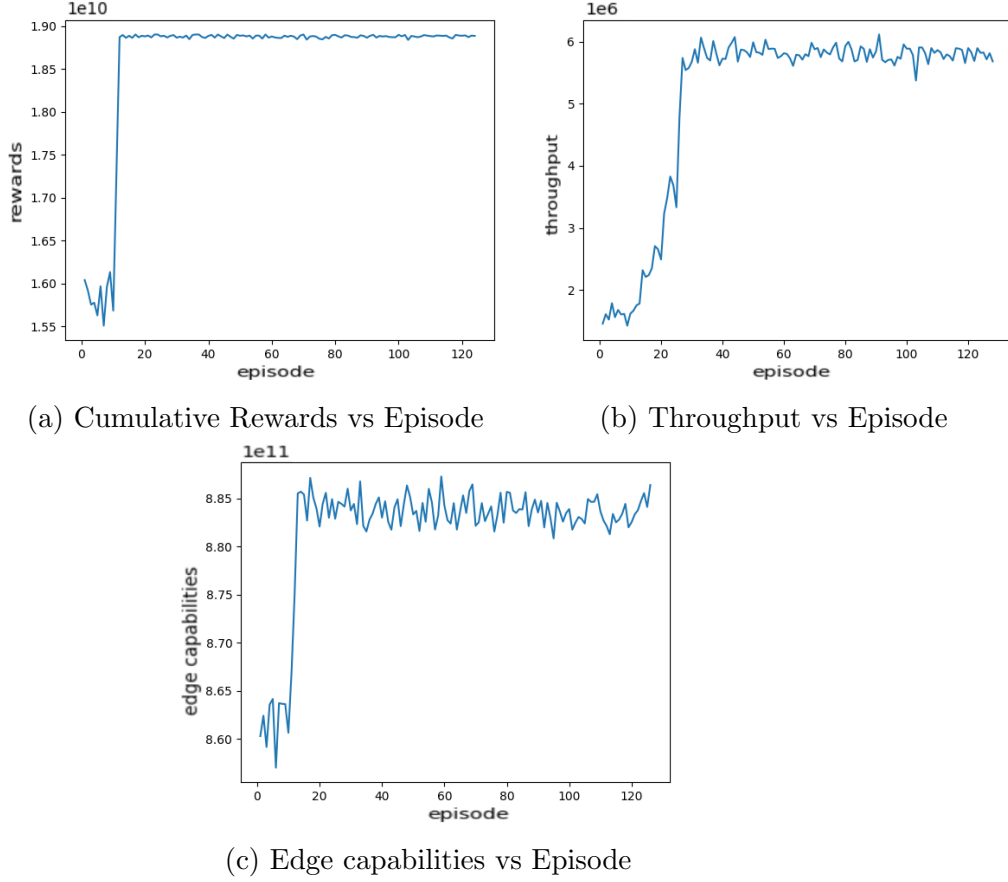 1e10
1.90
1.85
1.80
1.75
1.70
1.65
1.60
1.55
rewards
0 20 40 60 80 100 120
episode
(a) Cumulative Rewards vs Episode
1e6
6
5
4
3
2
throughput
0 20 40 60 80 100 120
episode
(b) Throughput vs Episode
1e11
8.85
8.80
8.75
8.70
8.65
8.60
edge capabilities
0 20 40 60 80 100 120
episode
(c) Edge capabilities vs Episode